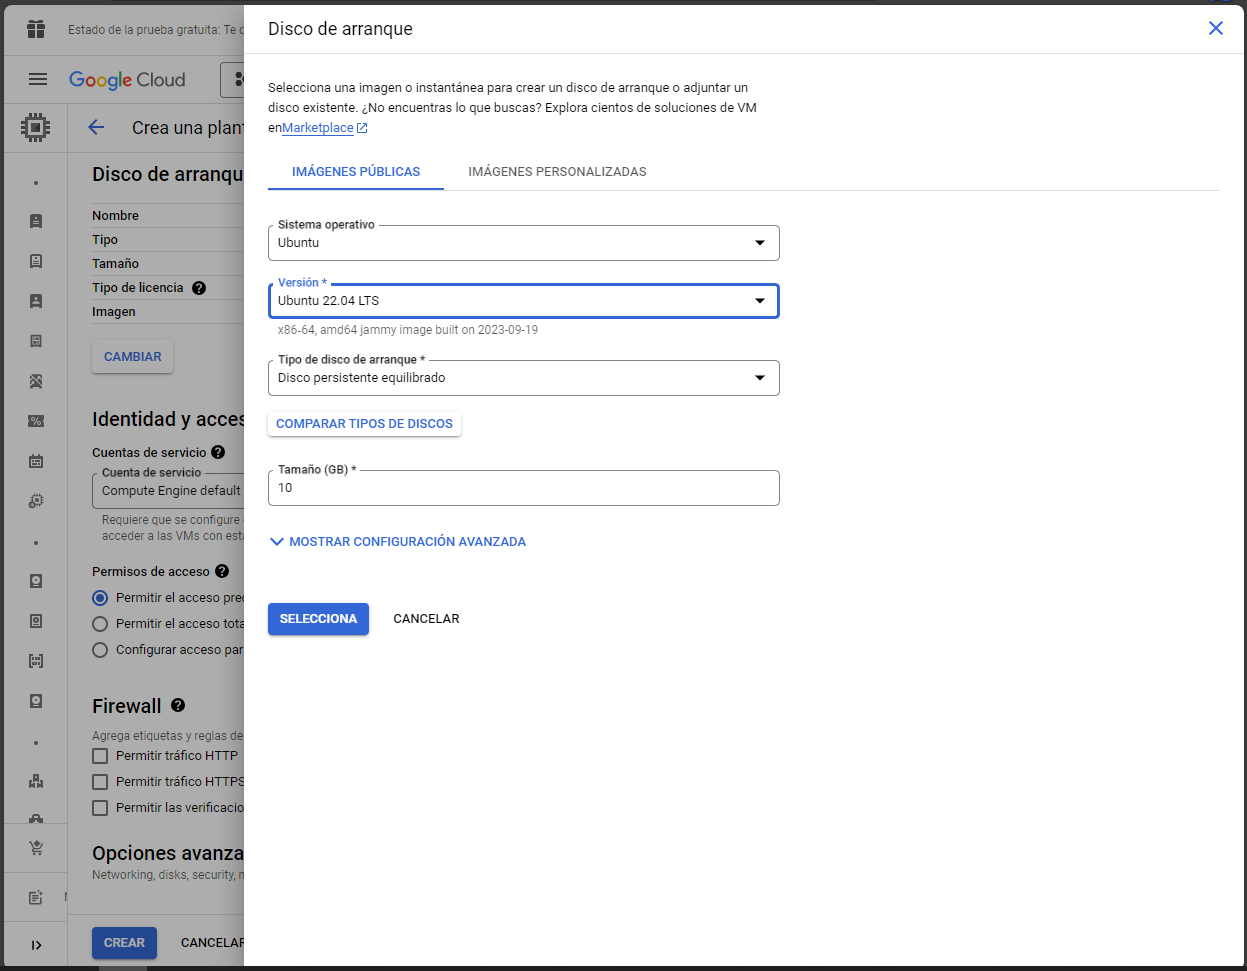 Estado de la prueba gratuita: Te
Google Cloud
Crea una plant
Disco de arranqu
Nombre
Tipo
Tamaño
Tipo de licencia
Imagen
CAMBIAR
Identidad y acces
Cuentas de servicio
Cuenta de servicio
Compute Engine default
Requiere que se configure
acceder a las VMs con est
Permisos de acceso
Permitir el acceso pre
Permitir el acceso tota
Configurar acceso par
Firewall
Agrega etiquetas y reglas de
Permitir tráfico HTTP
Permitir tráfico HTTPS
Permitir las verificacio
Opciones avanza
Networking, disks, security,
CREAR
CANCELAR
Disco de arranque
Selecciona una imagen o instantánea para crear un disco de arranque o adjuntar un
disco existente. ¿No encuentras lo que buscas? Explora cientos de soluciones de VM
enMarketplace
IMÁGENES PÚBLICAS
IMÁGENES PERSONALIZADAS
Sistema operativo
Ubuntu
Versión *
Ubuntu 22.04 LTS
x86-64, amd64 jammy image built on 2023-09-19
Tipo de disco de arranque *
Disco persistente equilibrado
COMPARAR TIPOS DE DISCOS
Tamaño (GB) *
10
MOSTRAR CONFIGURACIÓN AVANZADA
SELECCIONA
CANCELAR